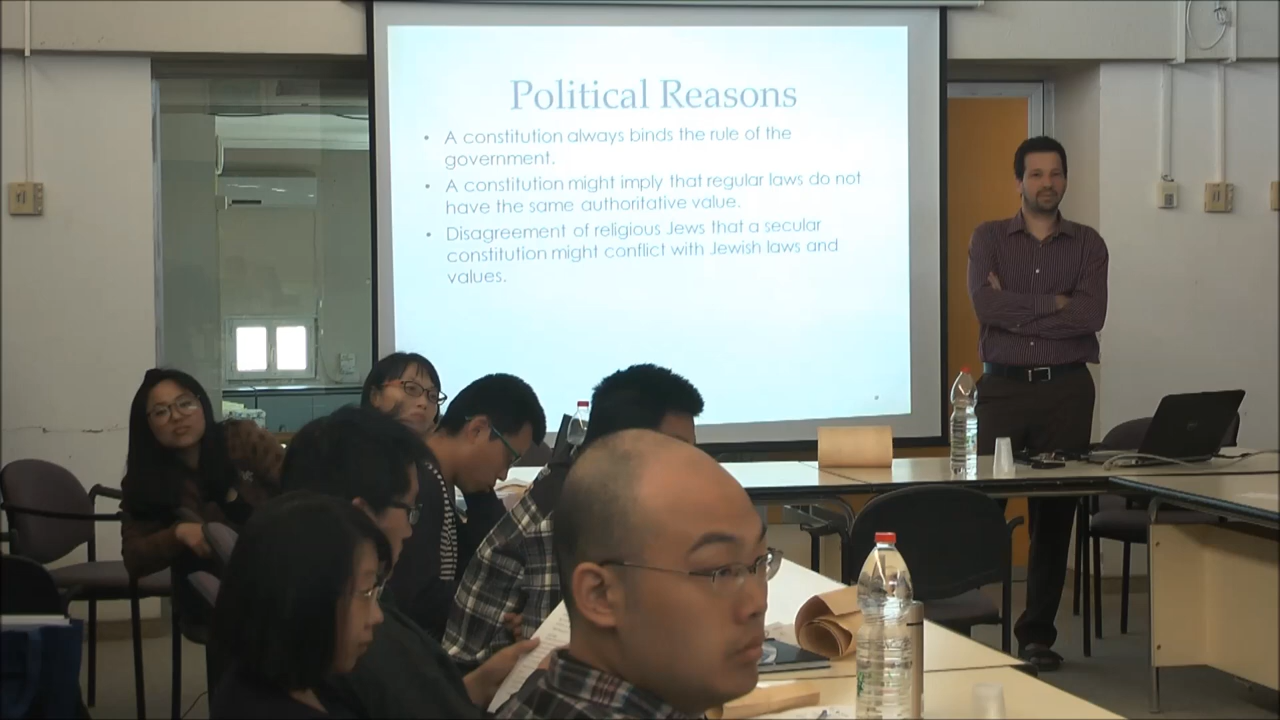 Political Reasons
• A constitution always binds the rule of the
government.
• A constitution might imply that regular laws do not
have the same authoritative value.
• Disagreement of religious Jews that a secular
constitution might conflict with Jewish laws and
values.